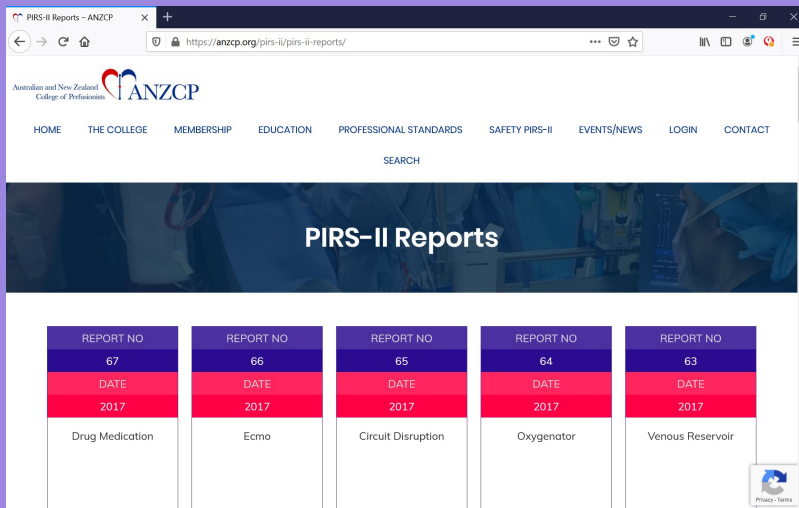 PIRS-II Reports – ANZCP
https://anzcp.org/pirs-ii/pirs-ii-reports/
Australian and New Zealand
College of Perfusionists
ANZCP
HOME THE COLLEGE MEMBERSHIP EDUCATION PROFESSIONAL STANDARDS SAFETY PIRS-II EVENTS/NEWS LOGIN CONTACT
SEARCH
PIRS-II Reports
REPORT NO REPORT NO REPORT NO REPORT NO REPORT NO
67 66 65 64 63
DATE DATE DATE DATE DATE
2017 2017 2017 2017 2017
Drug Medication Ecmo Circuit Disruption Oxygenator Venous Reservoir
Privacy - Terms